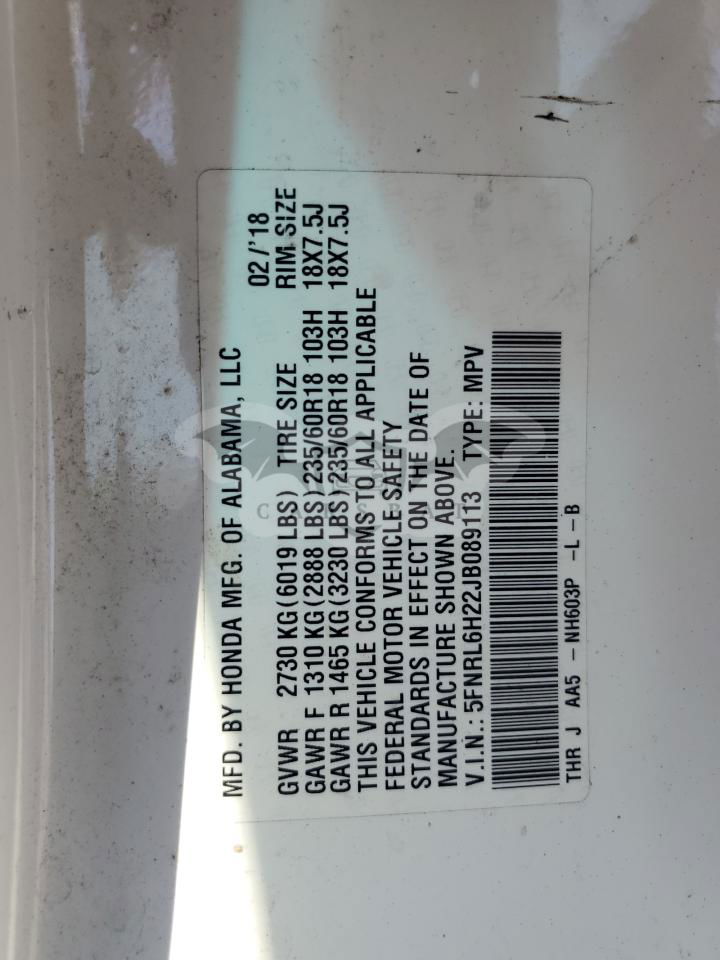 MFD. BY HONDA MFG. OF ALABAMA, LLC 02/'18
GVWR 2730 KG(6019 LBS) TIRE SIZE RIM SIZE
GAWR F 1310 KG(2888 LBS) 235/60R18 103H 18X7.5J
GAWR R 1465 KG(3230 LBS) 235/60R18 103H 18X7.5J
THIS VEHICLE CONFORMS TO ALL APPLICABLE
FEDERAL MOTOR VEHICLE SAFETY
STANDARDS IN EFFECT ON THE DATE OF
MANUFACTURE SHOWN ABOVE.
V.I.N.: 5FNRL6H22JB089113 TYPE: MPV
THR J AA5 - NH603P -L-B